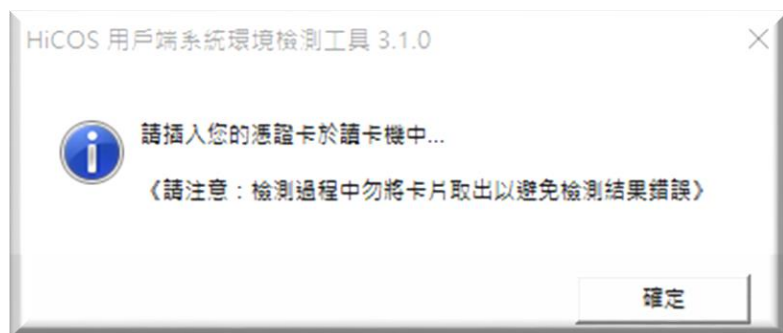 HiCOS 用戶端系統環境檢測工具 3.1.0
請插入您的憑證卡於讀卡機中...
《請注意：檢測過程中勿將卡片取出以避免檢測結果錯誤》
確定